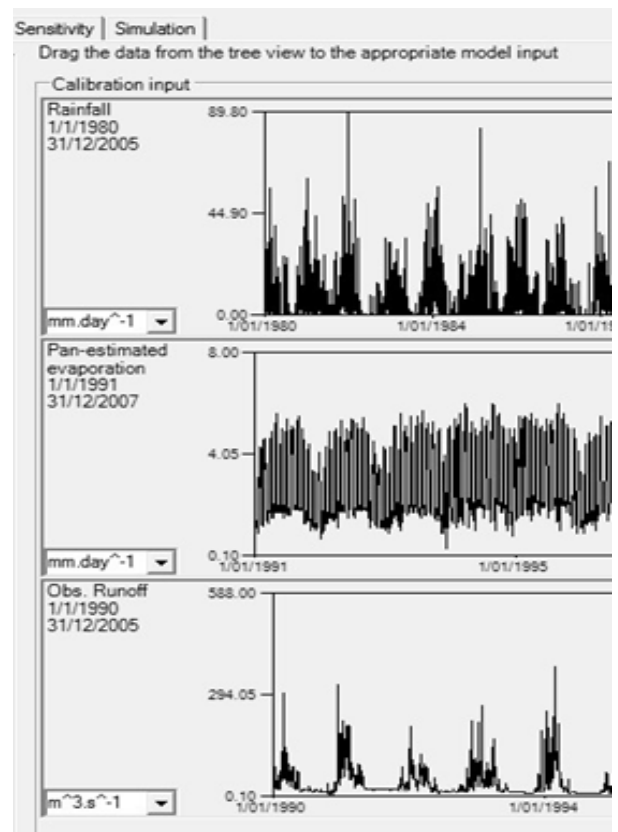 Sensitivity | Simulation |
Drag the data from the tree view to the appropriate model input
Calibration input
Rainfall
1/1/1980
31/12/2005
89.80
44.90
0.00
mm.day^-1
1/01/1980 1/01/1984 1/01/19
Pan-estimated
evaporation
1/1/1991
31/12/2007
8.00
4.05
0.10
mm.day^-1
1/01/1991 1/01/1995
Obs. Runoff
1/1/1990
31/12/2005
588.00
294.05
0.10
m^3.s^-1
1/01/1990 1/01/1994